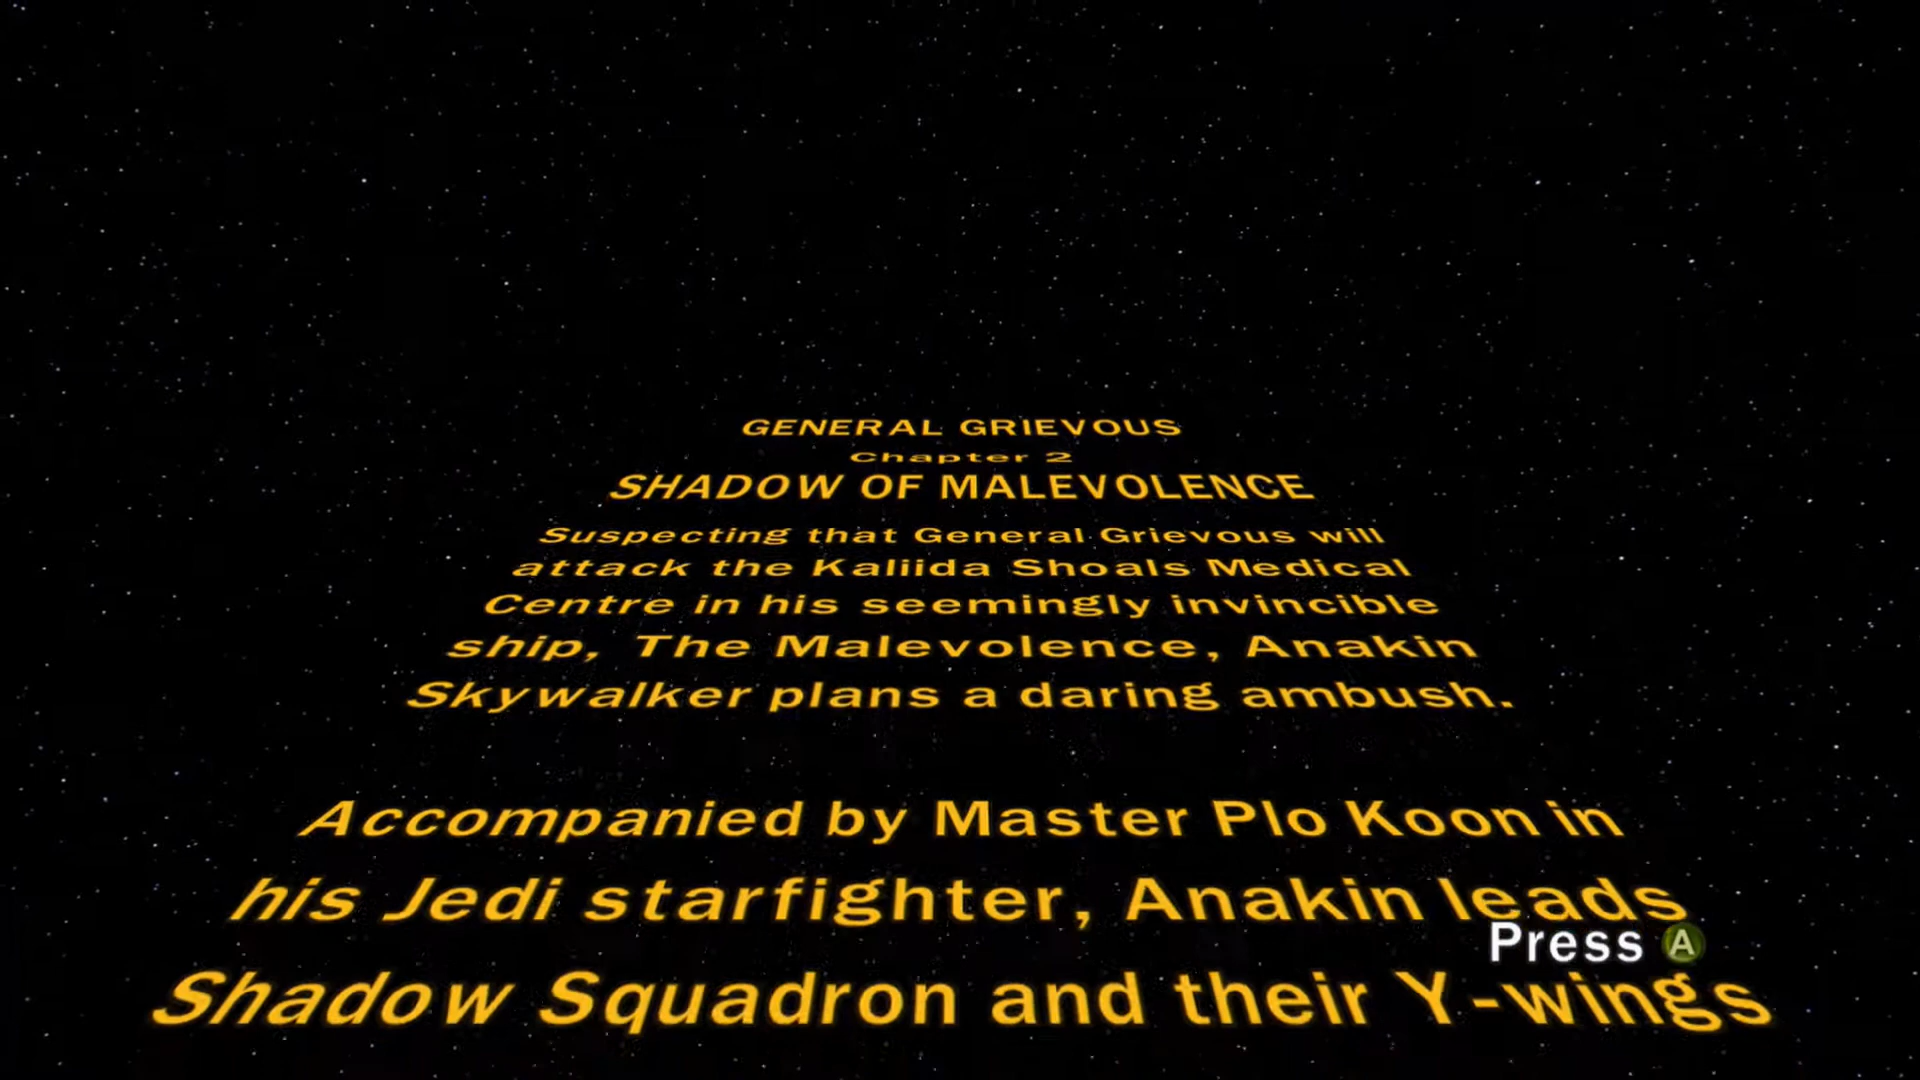 GENERAL GRIEVOUS
Chapter 2
SHADOW OF MALEVOLENCE
Suspecting that General Grievous will
attack the Kaliida Shoals Medical
Centre in his seemingly invincible
ship, The Malevolence, Anakin
Skywalker plans a daring ambush.
Accompanied by Master Plo Koon in
his Jedi starfighter, Anakin leads
Press A
Shadow Squadron and their Y-wings